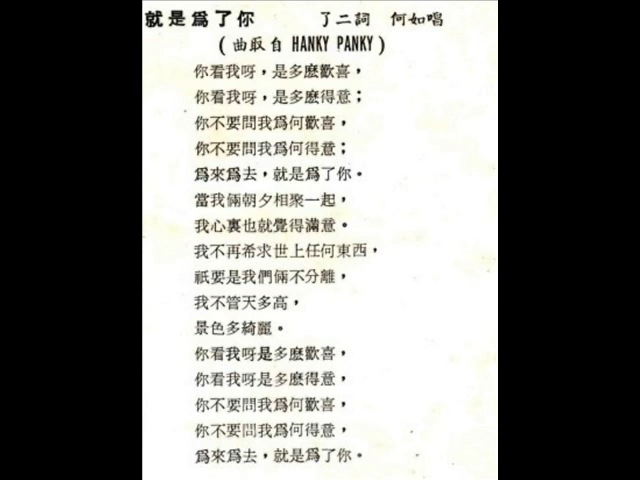 就是爲了你 了二詞 何如唱
(曲取自 HANKY PANKY)
你看我呀，是多麽歡喜，
你看我呀，是多麽得意；
你不要問我爲何歡喜，
你不要問我爲何得意；
爲來爲去，就是爲了你。
當我倆朝夕相聚一起，
我心裏也就覺得滿意。
我不再希求世上任何東西，
祇要是我們倆不分離，
我不管天多高，
景色多綺麗。
你看我呀是多麽歡喜，
你看我呀是多麽得意，
你不要問我爲何歡喜，
你不要問我爲何得意，
爲來爲去，就是爲了你。